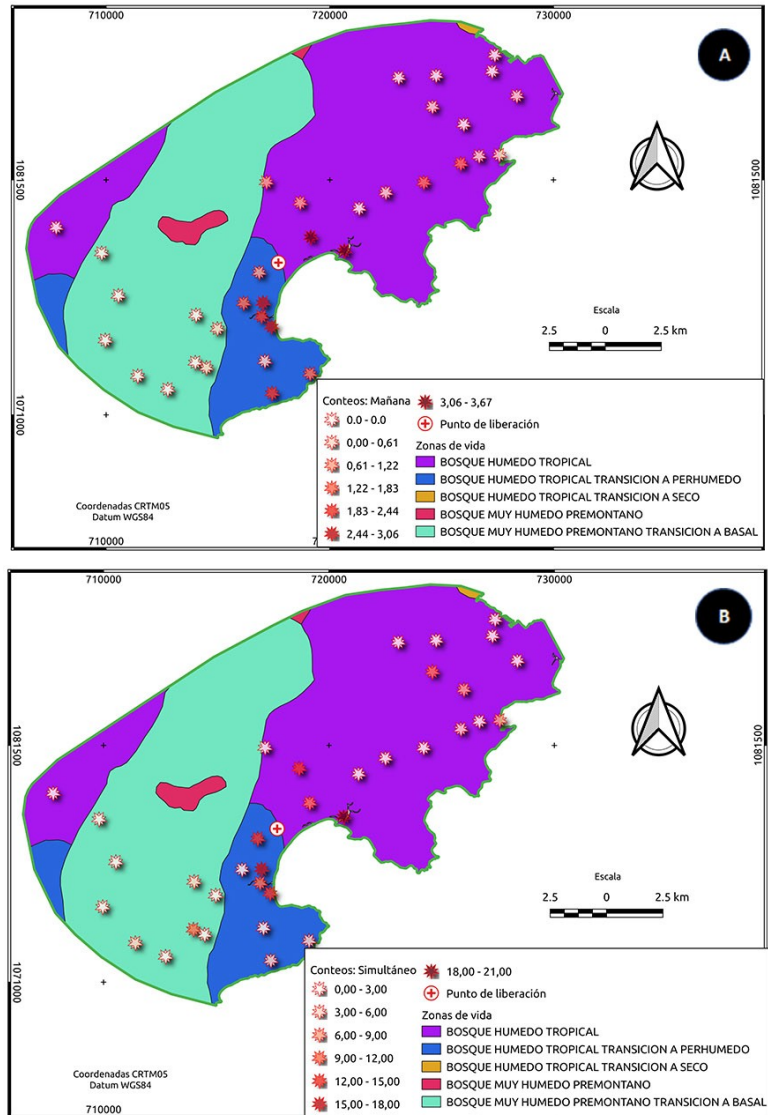 710000
720000
730000
A
1081500
1081500
Escala
2.5 0 2.5 km
Conteos: Mañana
3,06 - 3,67
0.0 - 0.0
Punto de liberación
0,00 - 0,61
Zonas de vida
0,61 - 1,22
BOSQUE HUMEDO TROPICAL
1,22 - 1,83
BOSQUE HUMEDO TROPICAL TRANSICION A PERHUMEDO
1,83 - 2,44
BOSQUE HUMEDO TROPICAL TRANSICION A SECO
BOSQUE MUY HUMEDO PREMONTANO
2,44 - 3,06
BOSQUE MUY HUMEDO PREMONTANO TRANSICION A BASAL
1071000
Coordenadas CRTM05
Datum WGS84
710000
710000
720000
730000
B
1081500
1081500
Escala
2.5 0 2.5 km
Conteos: Simultáneo
18,00 - 21,00
0,00 - 3,00
Punto de liberación
3,00 - 6,00
Zonas de vida
6,00 - 9,00
BOSQUE HUMEDO TROPICAL
9,00 - 12,00
BOSQUE HUMEDO TROPICAL TRANSICION A PERHUMEDO
12,00 - 15,00
BOSQUE HUMEDO TROPICAL TRANSICION A SECO
BOSQUE MUY HUMEDO PREMONTANO
15,00 - 18,00
BOSQUE MUY HUMEDO PREMONTANO TRANSICION A BASAL
1071000
Coordenadas CRTM05
Datum WGS84
710000